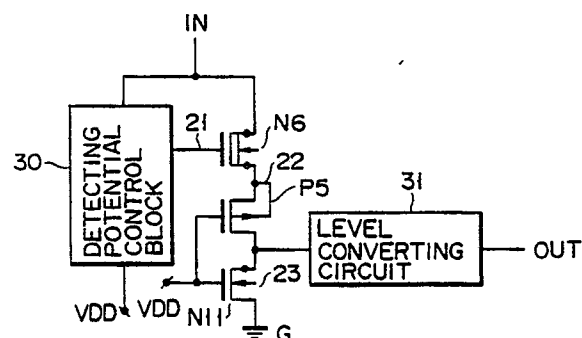 IN
21
N6
30
DETECTING
POTENTIAL
CONTROL
BLOCK
22
P5
31
LEVEL
CONVERTING
CIRCUIT
OUT
23
VDD
VDD
N11
G